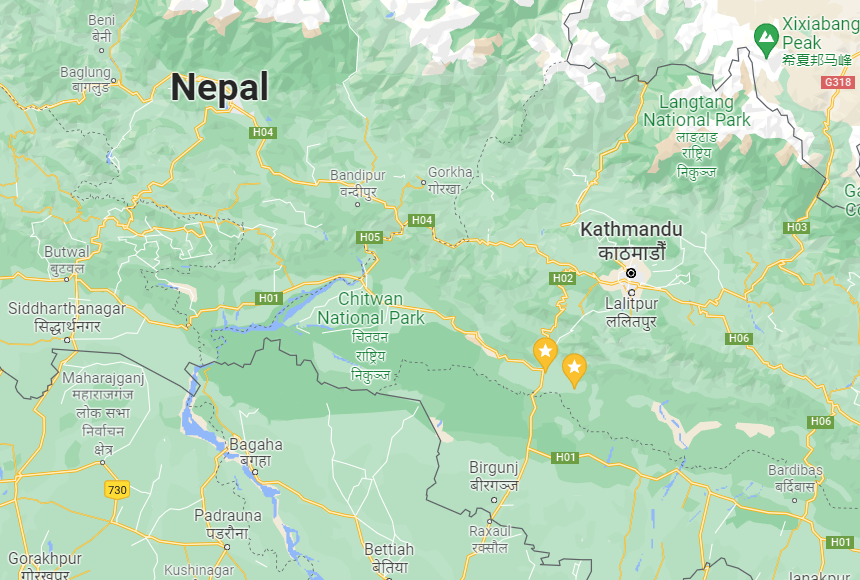 Beni
बेनी
Xixiabang
Peak
希夏邦马峰
Baglung
बागलुङ
Nepal
G318
Langtang
National Park
लाङटाङ
राष्ट्रिय
निकुञ्ज
H04
Bandipur
वन्दीपुर
Gorkha
गोरखा
H04
H05
Kathmandu
काठमाडौँ
H03
Butwal
बुटवल
H02
H01
Chitwan
National Park
चितवन
राष्ट्रिय
निकुञ्ज
Siddharthanagar
सिद्धार्थनगर
Lalitpur
ललितपुर
H06
Maharajganj
महाराजगंज
लोक सभा
निर्वाचन
क्षेत्र
H06
Bagaha
बगहा
H01
Birgunj
बीरगञ्ज
Bardibas
बर्दिबास
730
Padrauna
पडरौना
Raxaul
रक्सौल
H01
Bettiah
बेतिया
Gorakhpur
गोरखपुर
Kushinagar